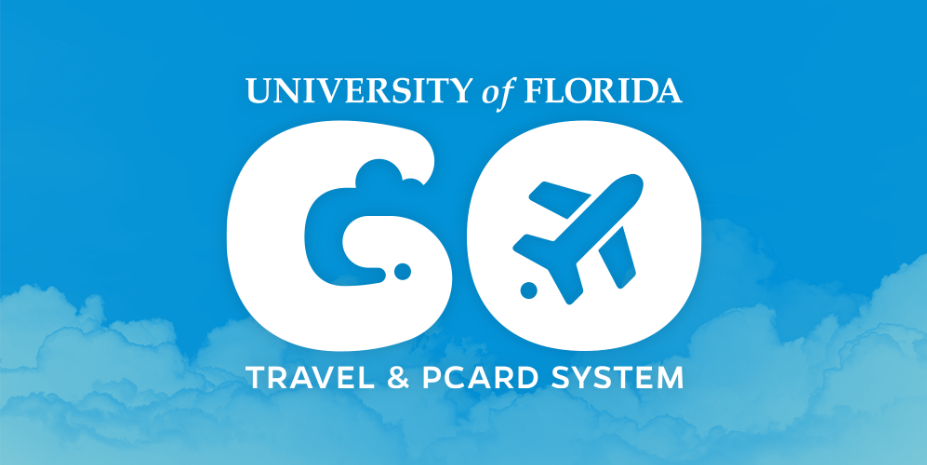 UNIVERSITY of FLORIDA
GO
TRAVEL & PCARD SYSTEM